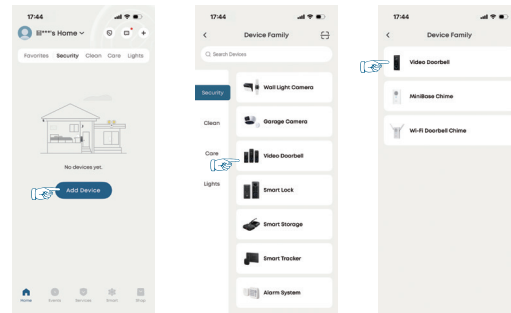 17:44
lil***'s Home
Favorites Security Clean Care Lights
No devices yet.
Add Device
Home Events Services Smart Shop
17:44
Device Family
Search Devices
Security
Clean
Care
Lights
Wall Light Camera
Garage Camera
Video Doorbell
Smart Lock
Smart Storage
Smart Tracker
Alarm System
17:44
Device Family
Video Doorbell
MiniBase Chime
Wi-Fi Doorbell Chime